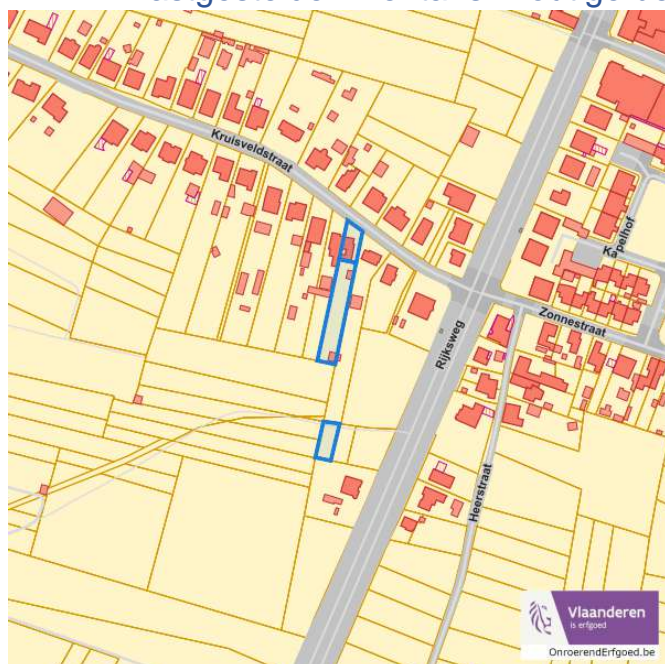 Kruisveldstraat
Kapelhof
Zonnestraat
Rijksweg
Heerstraat
Vlaanderen
is erfgoed
OnroerendErfgoed.be